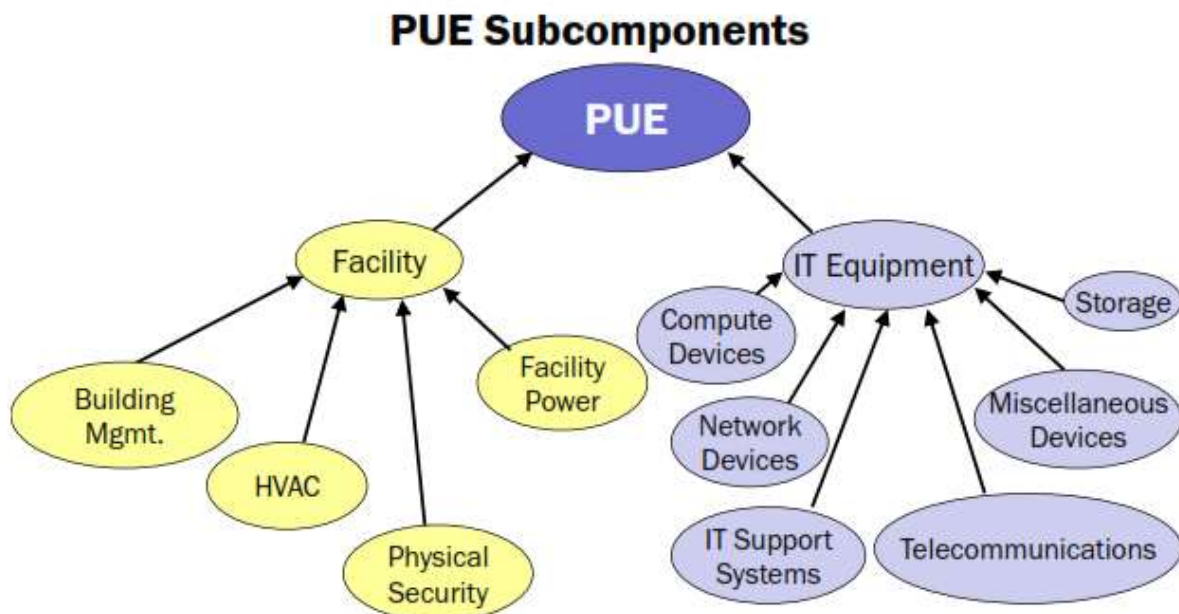 PUE Subcomponents
PUE
Facility
IT Equipment
Building
Mgmt.
HVAC
Physical
Security
Facility
Power
Compute
Devices
Network
Devices
IT Support
Systems
Telecommunications
Miscellaneous
Devices
Storage